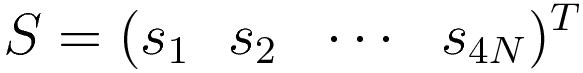 S = (s_1 s_2 ⋯ s_{4N})^T